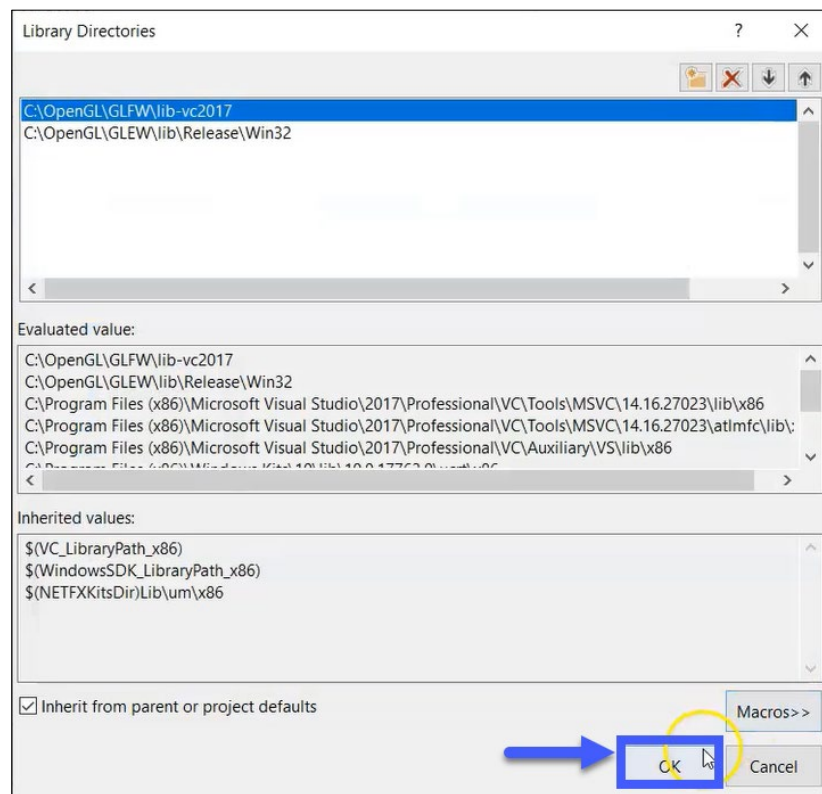 Library Directories
?
C:\OpenGL\GLFW\lib-vc2017
C:\OpenGL\GLEW\lib\Release\Win32
Evaluated value:
C:\OpenGL\GLFW\lib-vc2017
C:\OpenGL\GLEW\lib\Release\Win32
C:\Program Files (x86)\Microsoft Visual Studio\2017\Professional\VC\Tools\MSVC\14.16.27023\lib\x86
C:\Program Files (x86)\Microsoft Visual Studio\2017\Professional\VC\Tools\MSVC\14.16.27023\atlmfc\lib\
C:\Program Files (x86)\Microsoft Visual Studio\2017\Professional\VC\Auxiliary\VS\lib\x86
Inherited values:
$(VC_LibraryPath_x86)
$(WindowsSDK_LibraryPath_x86)
$(NETFXKitsDir)Lib\um\x86
Inherit from parent or project defaults
Macros>>
OK
Cancel